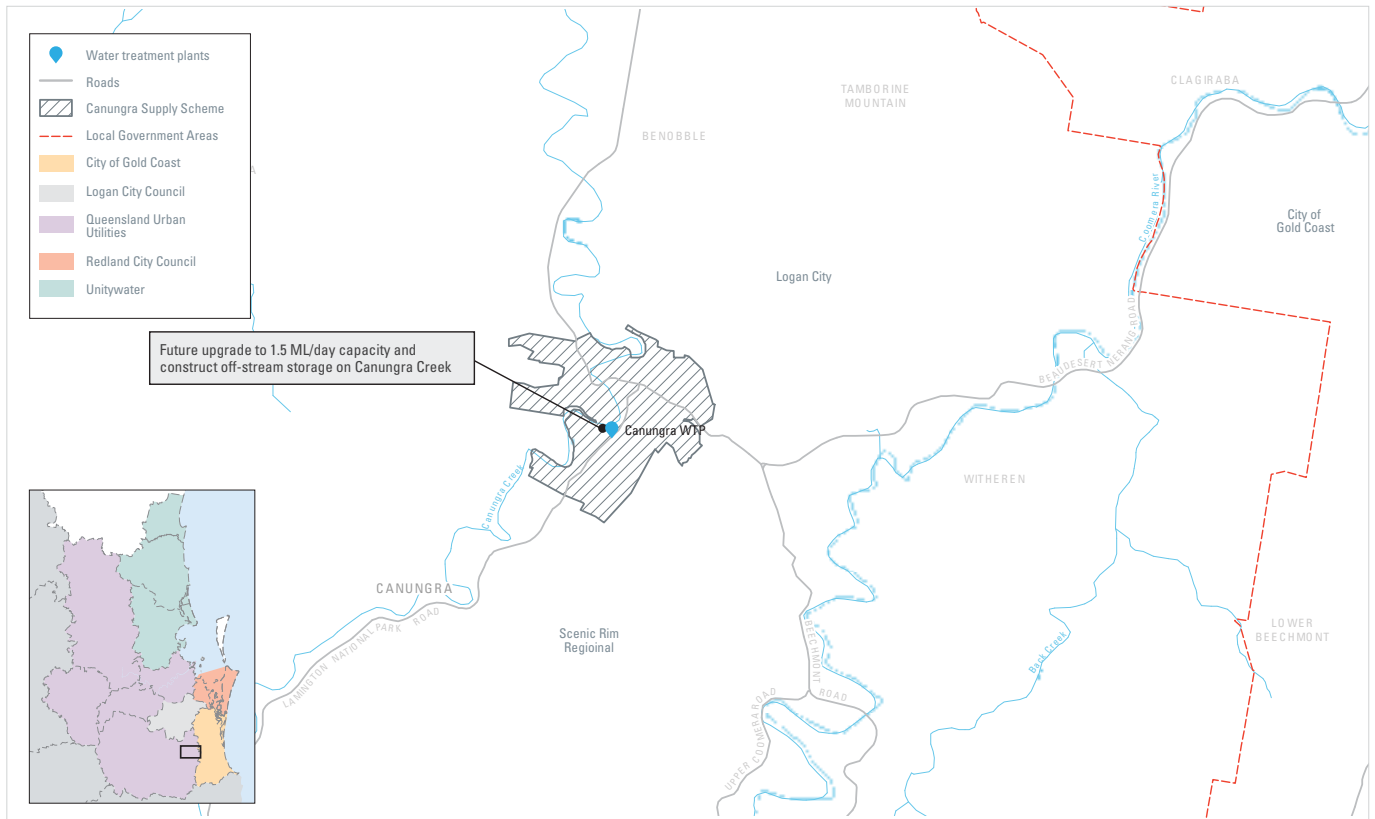 Water treatment plants
Roads
Canungra Supply Scheme
Local Government Areas
City of Gold Coast
Logan City Council
Queensland Urban
Utilities
Redland City Council
Unitywater
A
TAMBORINE
MOUNTAIN
CLAGIRABA
BENOBBLE
Coomera River
City of
Gold Coast
Logan City
Future upgrade to 1.5 ML/day capacity and
construct off-stream storage on Canungra Creek
BEAUDESERT NERANG ROAD
Canungra WTP
Canungra Creek
WITHEREN
CANUNGRA
LAMINGTON NATIONAL PARK ROAD
Scenic Rim
Regioinal
BEECHMONT ROAD
Back Creek
LOWER
BEECHMONT
UPPER COOMERA ROAD